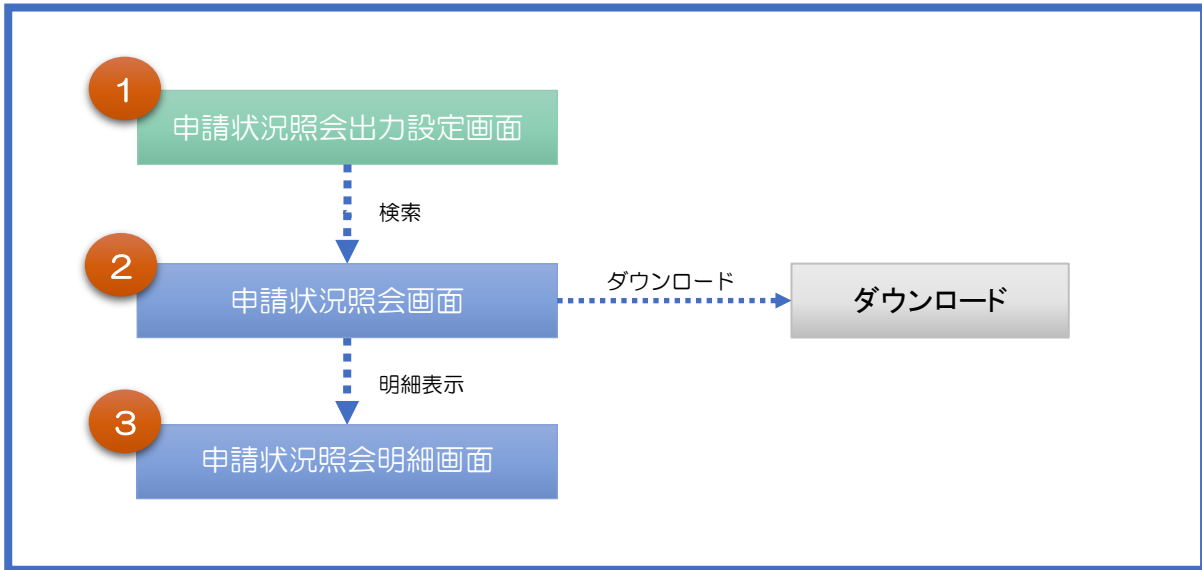 １
申請状況照会出力設定画面
検索
２
申請状況照会画面
ダウンロード
ダウンロード
明細表示
３
申請状況照会明細画面